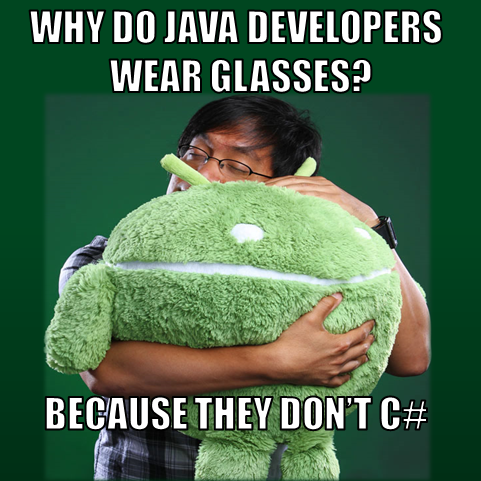 WHY DO JAVA DEVELOPERS
WEAR GLASSES?
BECAUSE THEY DON'T C#